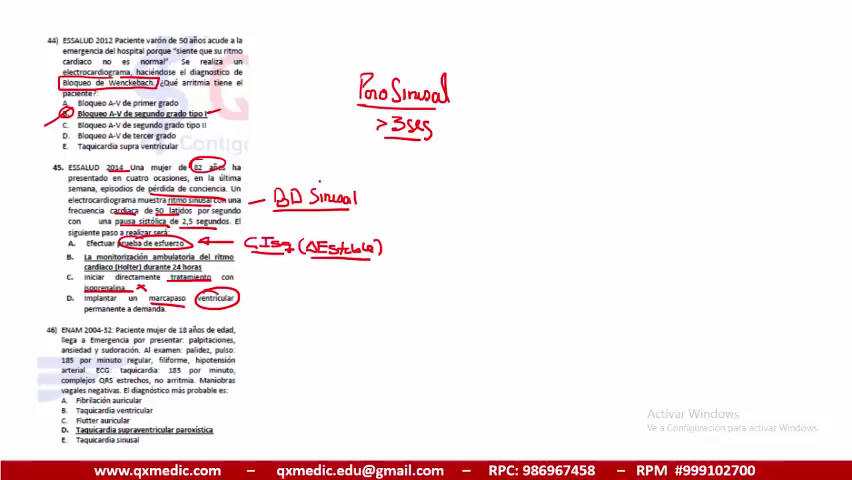 44) ESSALUD 2012 Paciente varón de 50 años acude a la
emergencia del hospital porque "siente que su ritmo
cardiaco no es normal". Se realiza un
electrocardiograma, haciéndose el diagnostico de
Bloqueo de Wenckebach. ¿Qué arritmia tiene el
paciente?
A. Bloqueo A-V de primer grado
B. Bloqueo A-V de segundo grado tipo I
C. Bloqueo A-V de segundo grado tipo II
D. Bloqueo A-V de tercer grado
E. Taquicardia supra ventricular
45. ESSALUD 2014 Una mujer de 82 años ha
presentado en cuatro ocasiones, en la última
semana, episodios de pérdida de conciencia. Un
electrocardiograma muestra ritmo sinusal con una
frecuencia cardiaca de 50 latidos por segundo
con una pausa sistólica de 2,5 segundos. El
siguiente paso a realizar será:
A. Efectuar prueba de esfuerzo
B. La monitorización ambulatoria del ritmo
cardiaco (Holter) durante 24 horas
C. Iniciar directamente tratamiento con
isoprenalina.
D. Implantar un marcapaso ventricular
permanente a demanda.
46) ENAM 2004-32: Paciente mujer de 18 años de edad,
llega a Emergencia por presentar: palpitaciones,
ansiedad y sudoración. Al examen: palidez, pulso:
185 por minuto regular, filiforme, hipotensión
arterial. ECG: taquicardia: 185 por minuto,
complejos QRS estrechos, no arritmia. Maniobras
vagales negativas. El diagnóstico más probable es:
A. Fibrilación auricular
B. Taquicardia ventricular
C. Flutter auricular
D. Taquicardia supraventricular paroxística
E. Taquicardia sinusal
Paro Sinusal
> 3 seg
BD Sinusal
C. Isq (ΔEstable)
Activar Windows
Ve a Configuración para activar Windows.
www.qxmedic.com – qxmedic.edu@gmail.com – RPC: 986967458 – RPM #999102700